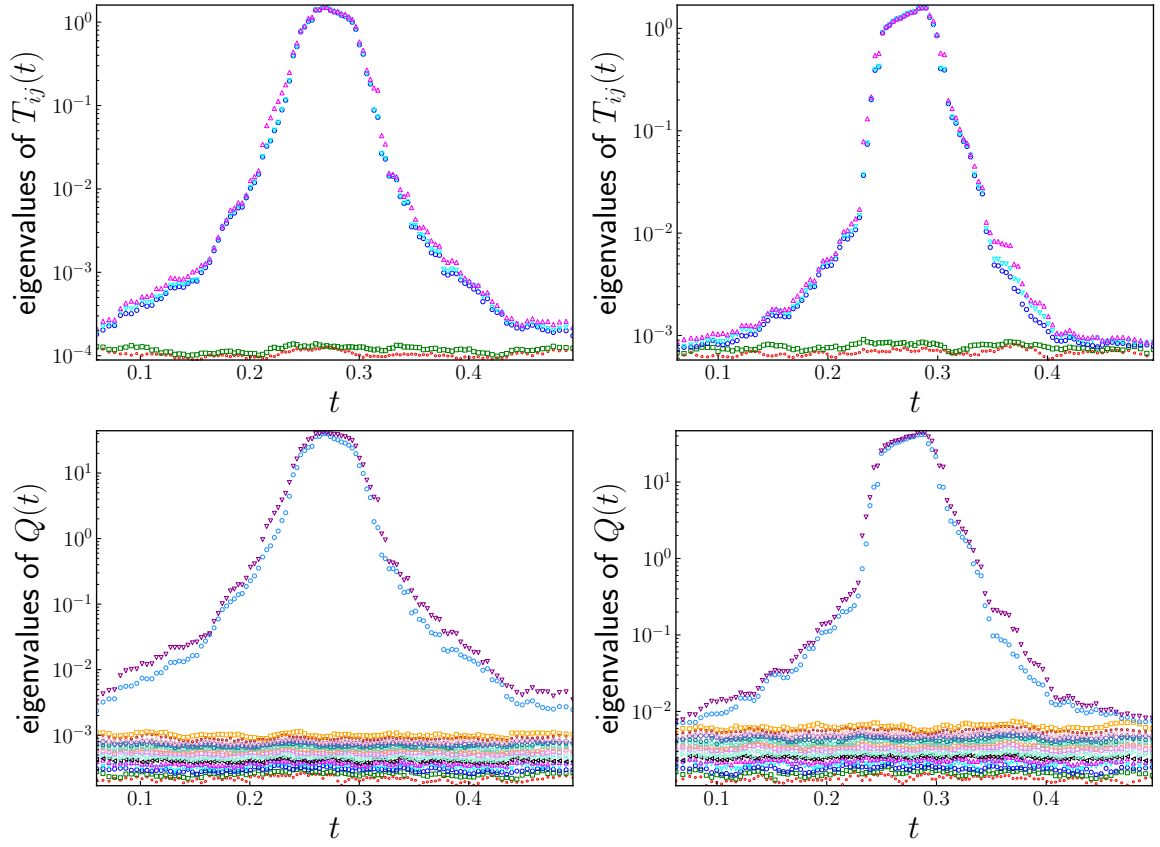 eigenvalues of $T_{ij}(t)$
10^0
10^{-1}
10^{-2}
10^{-3}
10^{-4}
0.1 0.2 0.3 0.4
t
eigenvalues of $T_{ij}(t)$
10^0
10^{-1}
10^{-2}
10^{-3}
0.1 0.2 0.3 0.4
t
eigenvalues of $Q(t)$
10^1
10^0
10^{-1}
10^{-2}
10^{-3}
0.1 0.2 0.3 0.4
t
eigenvalues of $Q(t)$
10^1
10^0
10^{-1}
10^{-2}
0.1 0.2 0.3 0.4
t